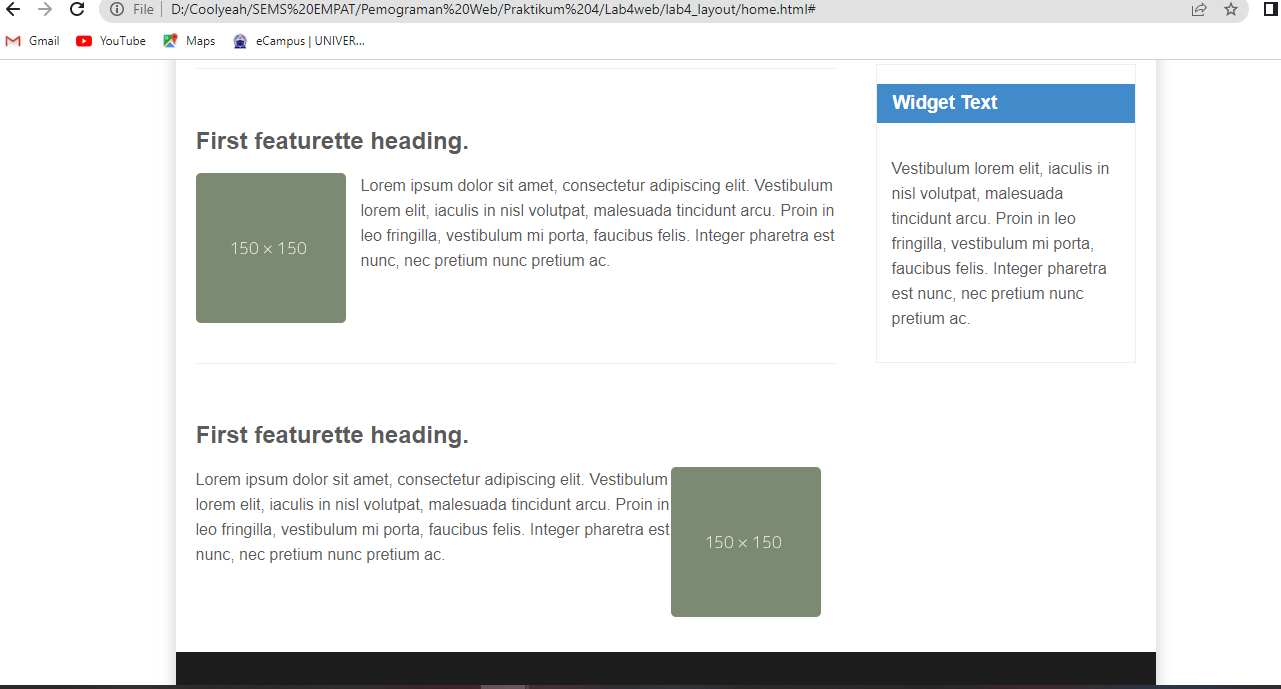 File D:/Coolyeah/SEMS%20EMPAT/Pemograman%20Web/Praktikum%204/Lab4web/lab4_layout/home.html#
Gmail YouTube Maps eCampus | UNIVER...
First featurette heading.
150 × 150
Lorem ipsum dolor sit amet, consectetur adipiscing elit. Vestibulum
lorem elit, iaculis in nisl volutpat, malesuada tincidunt arcu. Proin in
leo fringilla, vestibulum mi porta, faucibus felis. Integer pharetra est
nunc, nec pretium nunc pretium ac.
First featurette heading.
Lorem ipsum dolor sit amet, consectetur adipiscing elit. Vestibulum
lorem elit, iaculis in nisl volutpat, malesuada tincidunt arcu. Proin in
leo fringilla, vestibulum mi porta, faucibus felis. Integer pharetra est
nunc, nec pretium nunc pretium ac.
150 × 150
Widget Text
Vestibulum lorem elit, iaculis in
nisl volutpat, malesuada
tincidunt arcu. Proin in leo
fringilla, vestibulum mi porta,
faucibus felis. Integer pharetra
est nunc, nec pretium nunc
pretium ac.